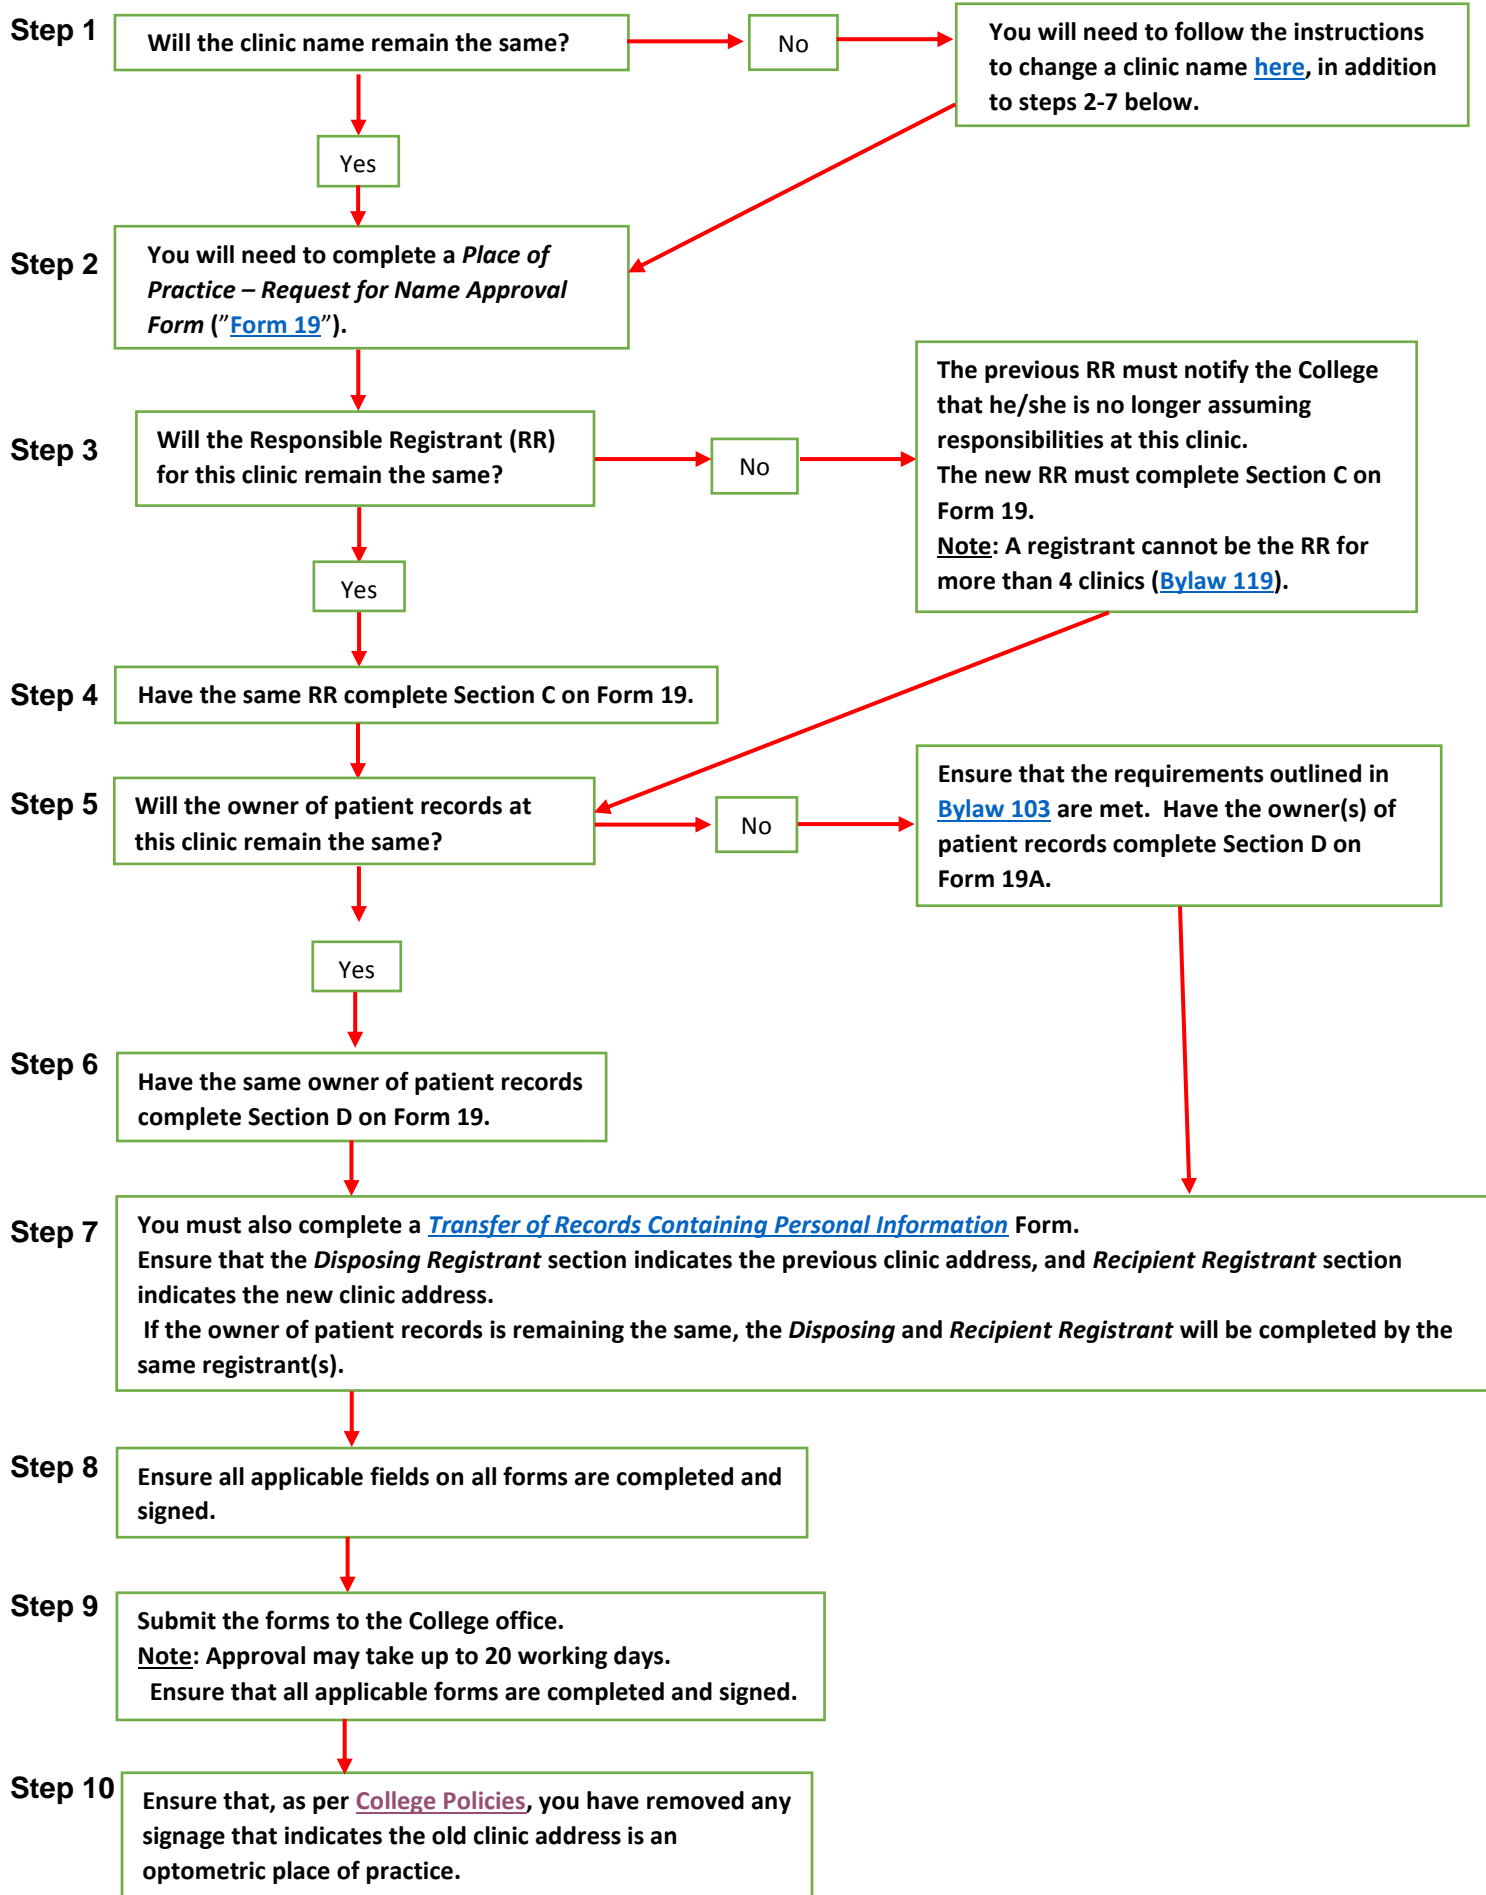 Step 1
Will the clinic name remain the same?
No
You will need to follow the instructions
to change a clinic name here, in addition
to steps 2-7 below.
Yes
Step 2
You will need to complete a Place of
Practice – Request for Name Approval
Form (”Form 19”).
Step 3
Will the Responsible Registrant (RR)
for this clinic remain the same?
No
The previous RR must notify the College
that he/she is no longer assuming
responsibilities at this clinic.
The new RR must complete Section C on
Form 19.
Note: A registrant cannot be the RR for
more than 4 clinics (Bylaw 119).
Yes
Step 4
Have the same RR complete Section C on Form 19.
Step 5
Will the owner of patient records at
this clinic remain the same?
No
Ensure that the requirements outlined in
Bylaw 103 are met. Have the owner(s) of
patient records complete Section D on
Form 19A.
Yes
Step 6
Have the same owner of patient records
complete Section D on Form 19.
Step 7
You must also complete a Transfer of Records Containing Personal Information Form.
Ensure that the Disposing Registrant section indicates the previous clinic address, and Recipient Registrant section
indicates the new clinic address.
If the owner of patient records is remaining the same, the Disposing and Recipient Registrant will be completed by the
same registrant(s).
Step 8
Ensure all applicable fields on all forms are completed and
signed.
Step 9
Submit the forms to the College office.
Note: Approval may take up to 20 working days.
Ensure that all applicable forms are completed and signed.
Step 10
Ensure that, as per College Policies, you have removed any
signage that indicates the old clinic address is an
optometric place of practice.